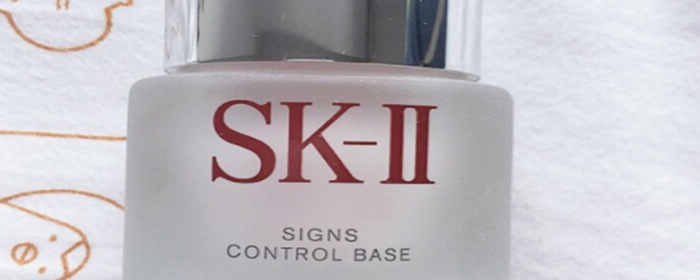 SK-II
SIGNS
CONTROL BASE